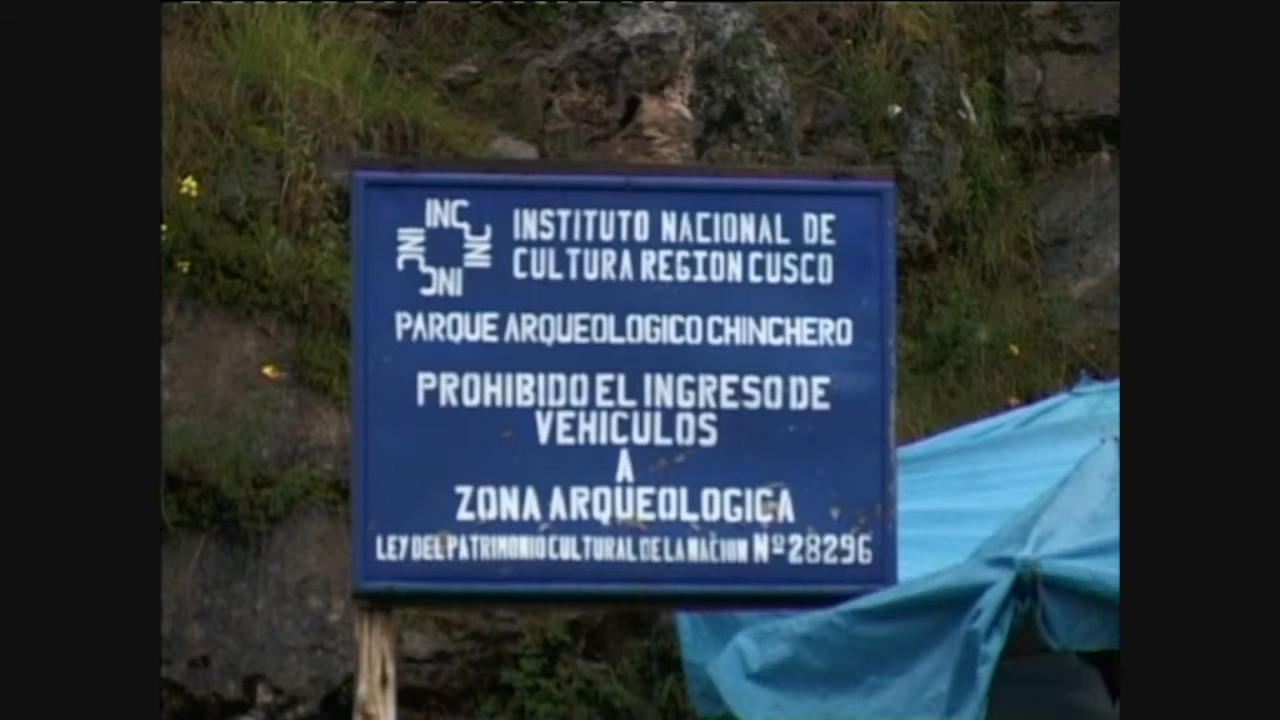 INC INC INC INC
INSTITUTO NACIONAL DE
CULTURA REGION CUSCO
PARQUE ARQUEOLOGICO CHINCHERO
PROHIBIDO EL INGRESO DE
VEHICULOS
A
ZONA ARQUEOLOGICA
LEY DEL PATRIMONIO CULTURAL DE LA NACION Nº 28296